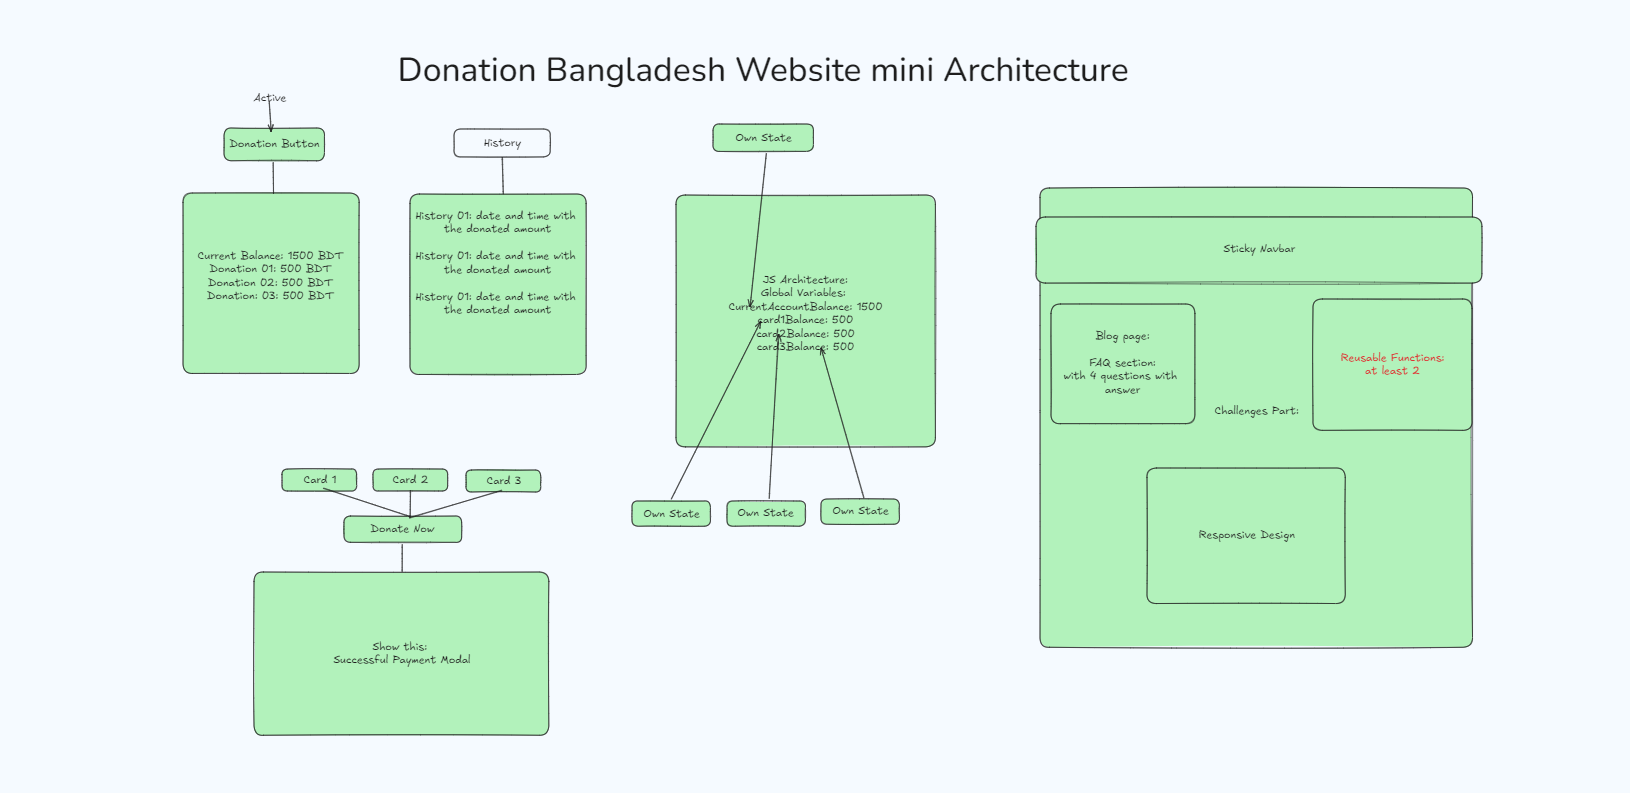 Donation Bangladesh Website mini Architecture
Active
Donation Button
Current Balance: 1500 BDT
Donation 01: 500 BDT
Donation 02: 500 BDT
Donation: 03: 500 BDT
History
History 01: date and time with
the donated amount
History 01: date and time with
the donated amount
History 01: date and time with
the donated amount
Own State
JS Architecture:
Global Variables:
CurrentAccountBalance: 1500
card1Balance: 500
card2Balance: 500
card3Balance: 500
Own State
Own State
Own State
Card 1
Card 2
Card 3
Donate Now
Show this:
Successful Payment Modal
Sticky Navbar
Blog page:
FAQ section:
with 4 questions with
answer
Challenges Part:
Reusable Functions:
at least 2
Responsive Design